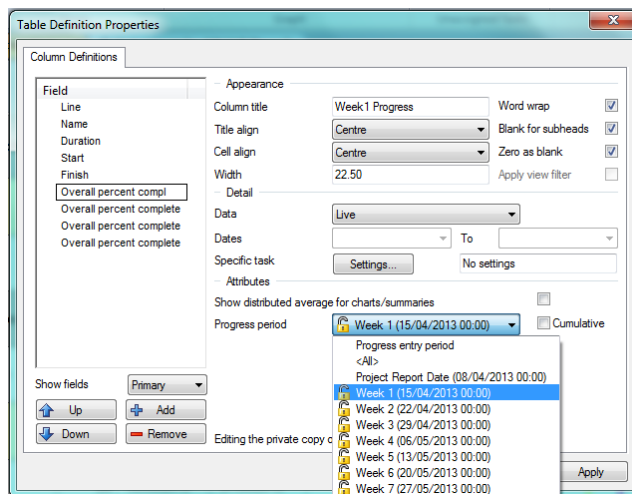 Table Definition Properties
Column Definitions
Field
Line
Name
Duration
Start
Finish
Overall percent compl
Overall percent complete
Overall percent complete
Overall percent complete
Show fields
Primary
Up
Add
Down
Remove
Appearance
Column title
Week1 Progress
Word wrap
Title align
Centre
Blank for subheads
Cell align
Centre
Zero as blank
Width
22.50
Apply view filter
Detail
Data
Live
Dates
To
Specific task
Settings...
No settings
Attributes
Show distributed average for charts/summaries
Progress period
Week 1 (15/04/2013 00:00)
Cumulative
Progress entry period
<All>
Project Report Date (08/04/2013 00:00)
Week 1 (15/04/2013 00:00)
Week 2 (22/04/2013 00:00)
Week 3 (29/04/2013 00:00)
Week 4 (06/05/2013 00:00)
Week 5 (13/05/2013 00:00)
Week 6 (20/05/2013 00:00)
Week 7 (27/05/2013 00:00)
Editing the private copy
Apply